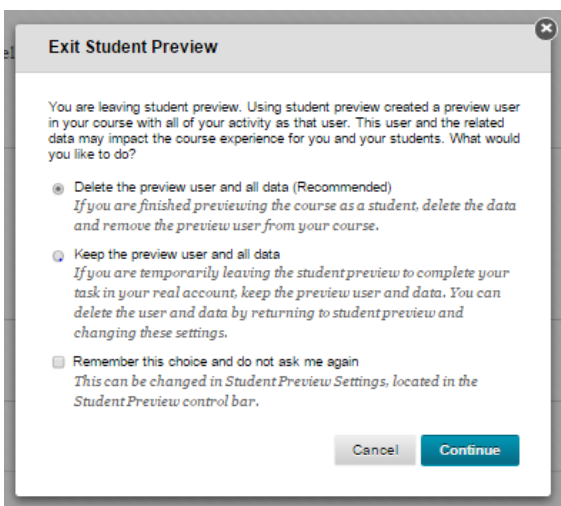 el
Exit Student Preview
You are leaving student preview. Using student preview created a preview user
in your course with all of your activity as that user. This user and the related
data may impact the course experience for you and your students. What would
you like to do?
Delete the preview user and all data (Recommended)
If you are finished previewing the course as a student, delete the data
and remove the preview user from your course.
Keep the preview user and all data
If you are temporarily leaving the student preview to complete your
task in your real account, keep the preview user and data. You can
delete the user and data by returning to student preview and
changing these settings.
Remember this choice and do not ask me again
This can be changed in Student Preview Settings, located in the
Student Preview control bar.
Cancel
Continue